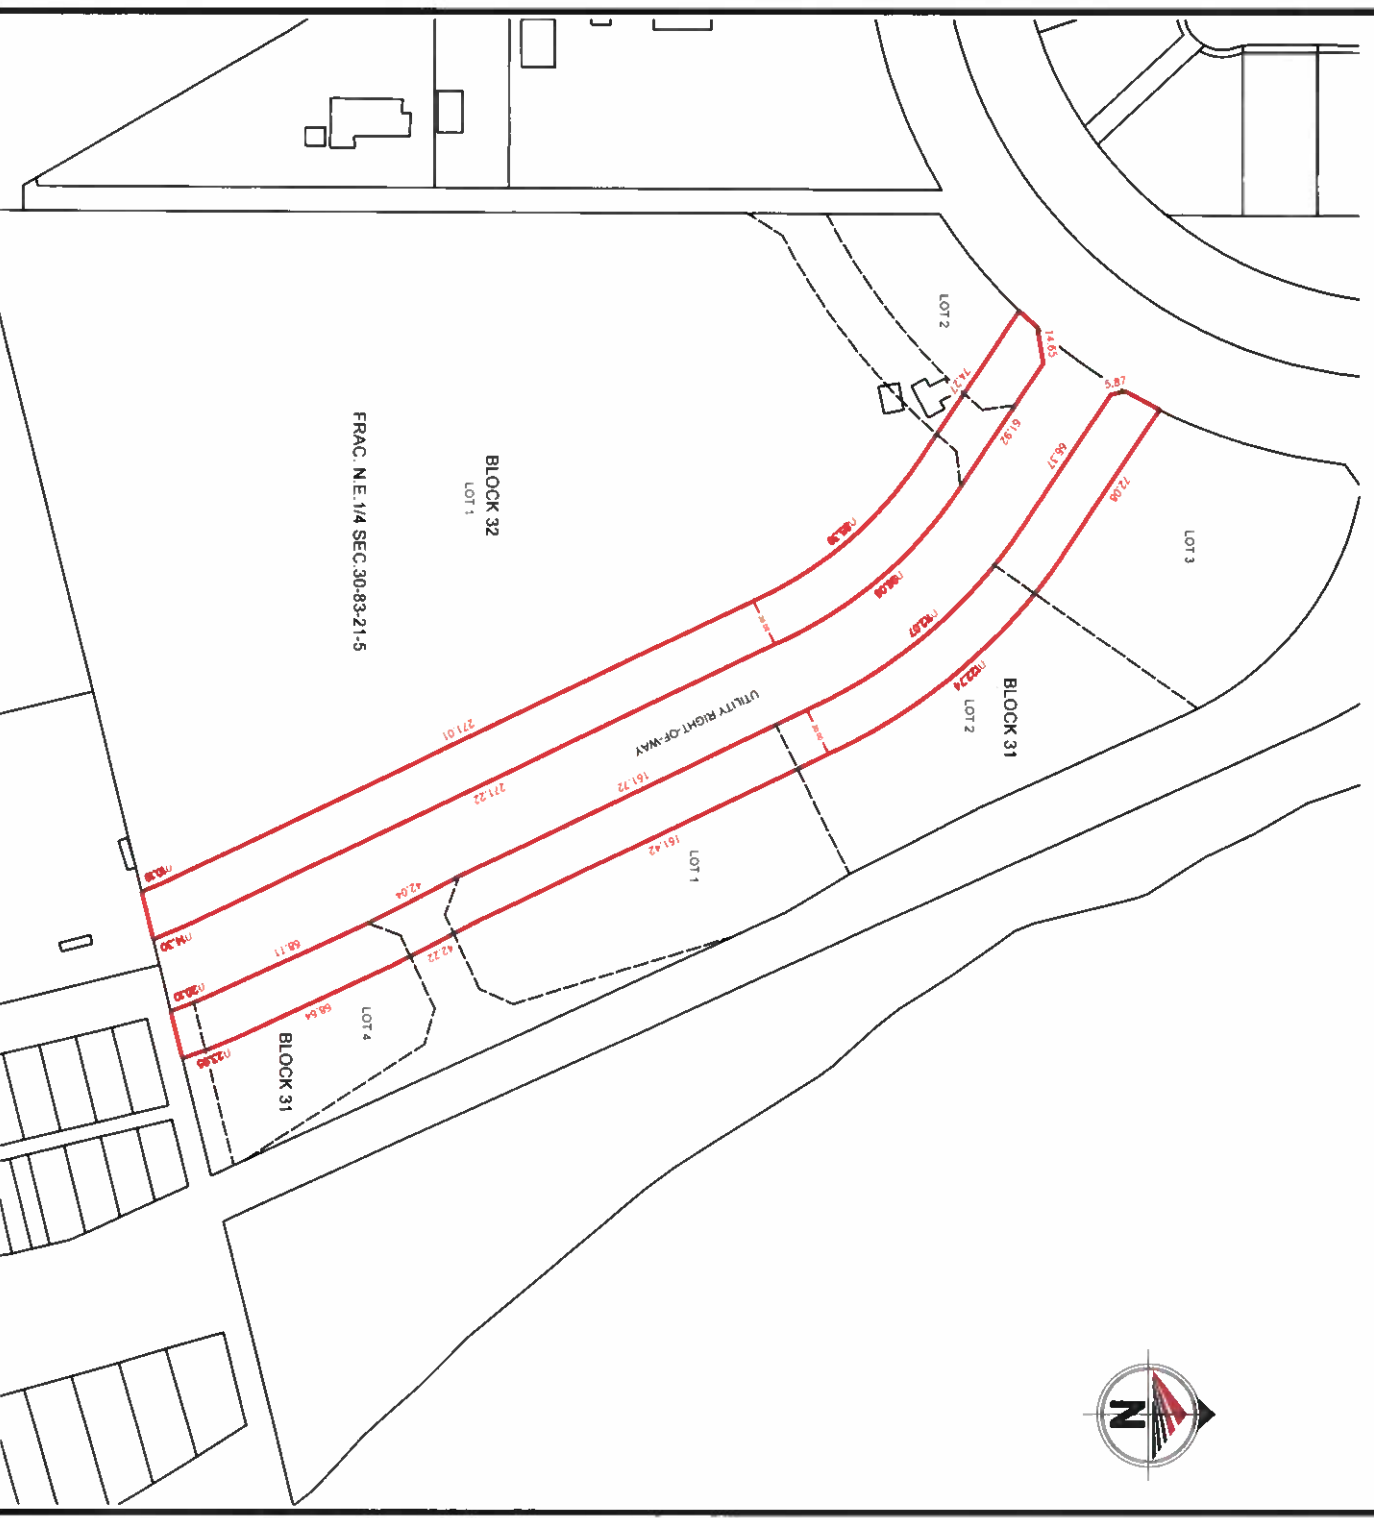 LOT 2
14.65
5.87
74.27
61.92
66.37
72.08
LOT 3
FRAC. N.E.1/4 SEC.30-83-21-5
BLOCK 32
LOT 1
BLOCK 31
LOT 2
UTILITY RIGHT-OF-WAY
271.01
271.22
161.72
161.42
LOT 1
42.04
42.22
68.71
68.64
LOT 4
BLOCK 31
N